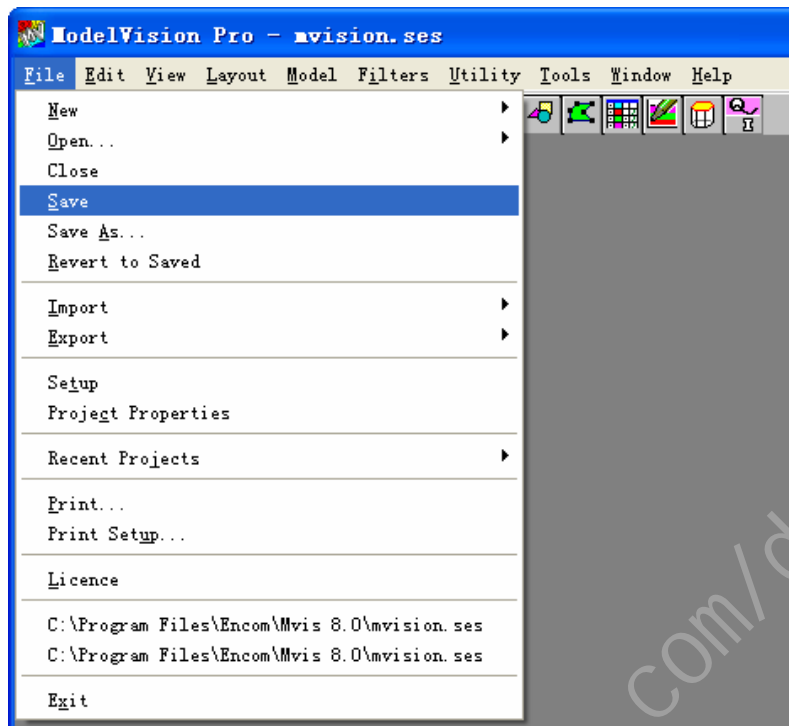 ModelVision Pro - mvision.ses
File Edit View Layout Model Filters Utility Tools Window Help
New
Open...
Close
Save
Save As...
Revert to Saved
Import
Export
Setup
Project Properties
Recent Projects
Print...
Print Setup...
Licence
C:\Program Files\Encom\Mvis 8.0\mvision.ses
C:\Program Files\Encom\Mvis 8.0\mvision.ses
Exit
Q
I
com/d